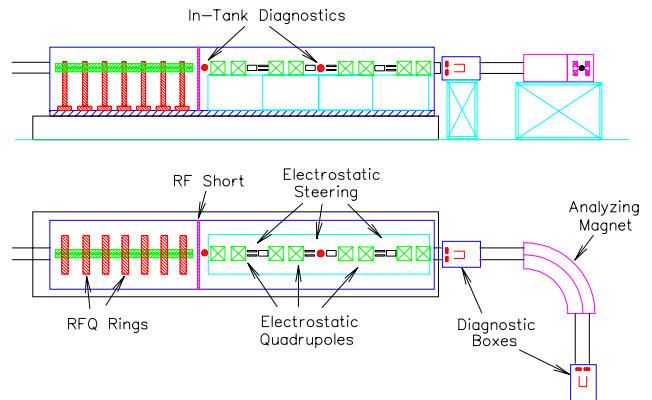 In-Tank Diagnostics
RF Short
Electrostatic
Steering
Analyzing
Magnet
RFQ Rings
Electrostatic
Quadrupoles
Diagnostic
Boxes